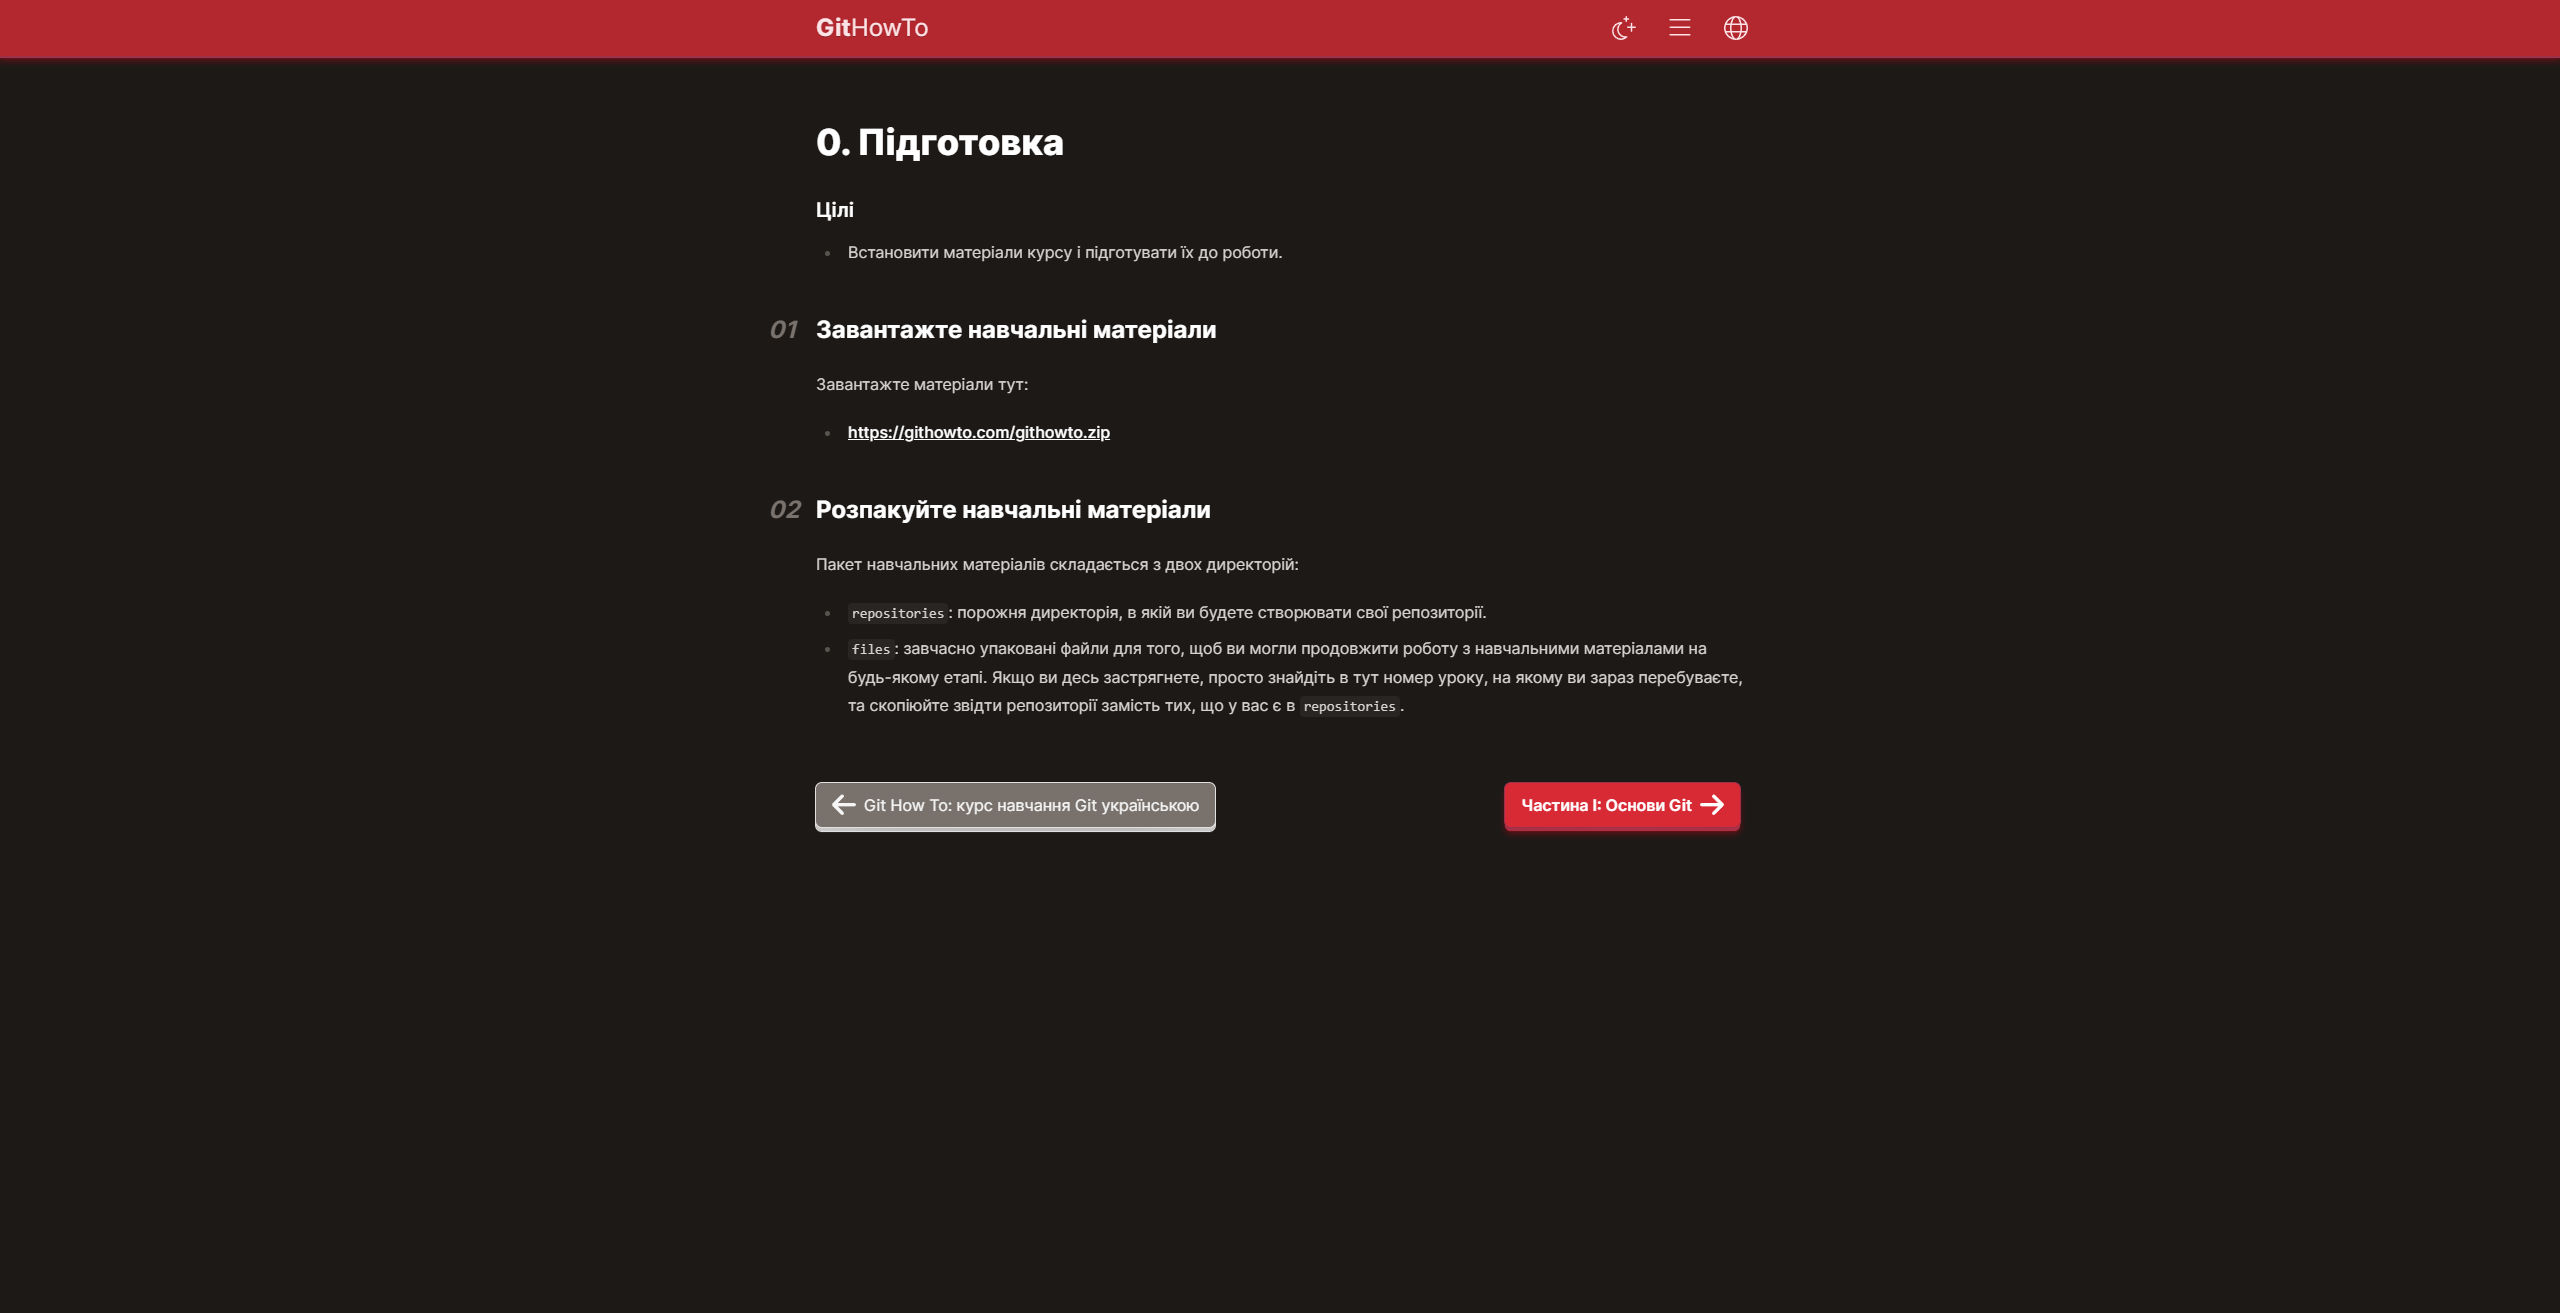 GitHowTo
0. Підготовка
Цілі
Встановити матеріали курсу і підготувати їх до роботи.
01 Завантажте навчальні матеріали
Завантажте матеріали тут:
https://githowto.com/githowto.zip
02 Розпакуйте навчальні матеріали
Пакет навчальних матеріалів складається з двох директорій:
repositories: порожня директорія, в якій ви будете створювати свої репозиторії.
files: завчасно упаковані файли для того, щоб ви могли продовжити роботу з навчальними матеріалами на
будь-якому етапі. Якщо ви десь застрягнете, просто знайдіть в тут номер уроку, на якому ви зараз перебуваєте,
та скопіюйте звідти репозиторії замість тих, що у вас є в repositories.
Git How To: курс навчання Git українською
Частина I: Основи Git